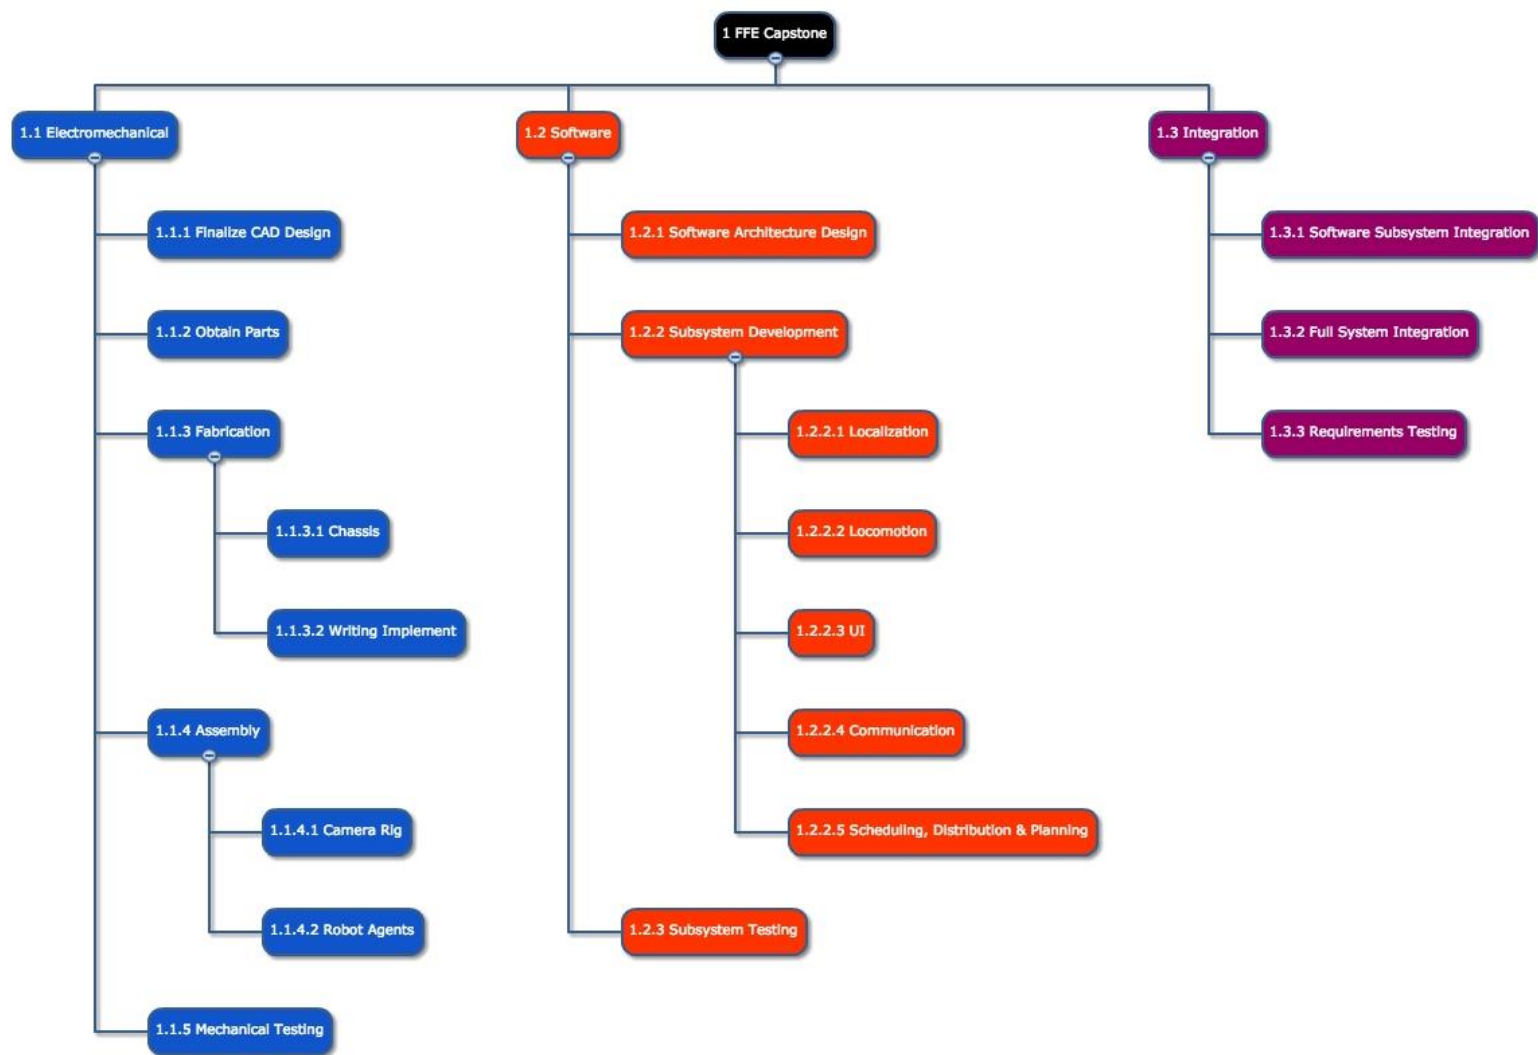 1 FFE Capstone
1.1 Electromechanical
1.1.1 Finalize CAD Design
1.1.2 Obtain Parts
1.1.3 Fabrication
1.1.3.1 Chassis
1.1.3.2 Writing Implement
1.1.4 Assembly
1.1.4.1 Camera Rig
1.1.4.2 Robot Agents
1.1.5 Mechanical Testing
1.2 Software
1.2.1 Software Architecture Design
1.2.2 Subsystem Development
1.2.2.1 Localization
1.2.2.2 Locomotion
1.2.2.3 UI
1.2.2.4 Communication
1.2.2.5 Scheduling, Distribution & Planning
1.2.3 Subsystem Testing
1.3 Integration
1.3.1 Software Subsystem Integration
1.3.2 Full System Integration
1.3.3 Requirements Testing